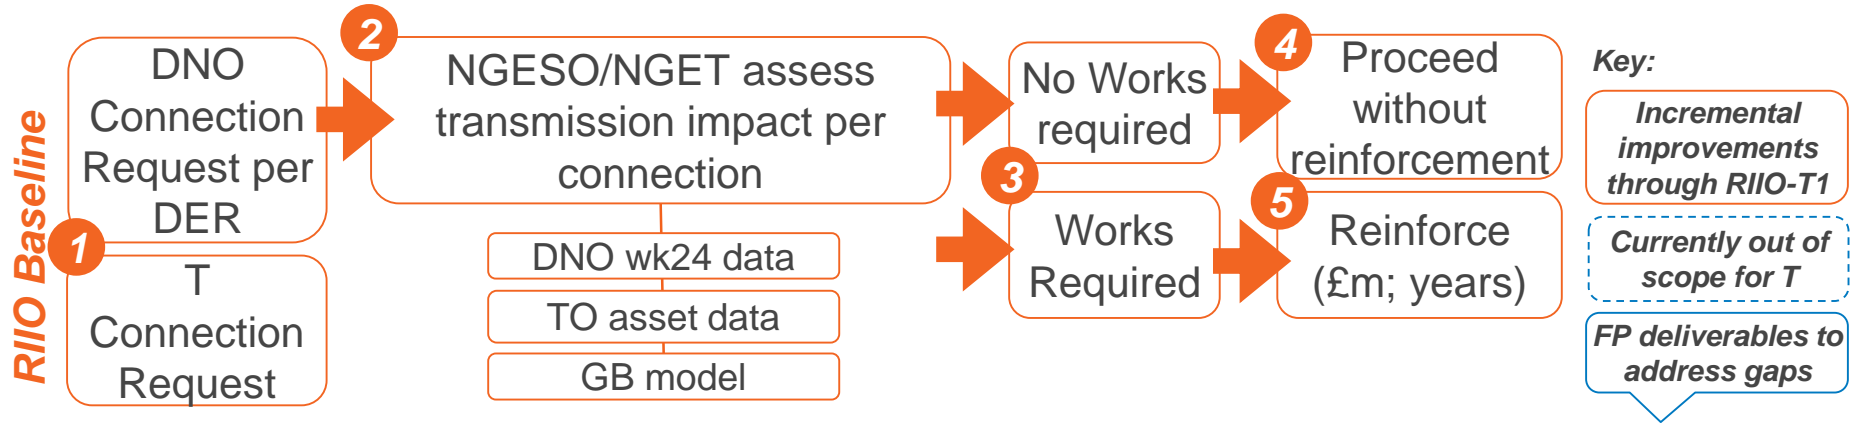 RIIO Baseline
1
DNO
Connection
Request per
DER
T
Connection
Request
2
NGESO/NGET assess
transmission impact per
connection
DNO wk24 data
TO asset data
GB model
No Works
required
3
Works
Required
4
Proceed
without
reinforcement
5
Reinforce
(£m; years)
Key:
Incremental
improvements
through RIIO-T1
Currently out of
scope for T
FP deliverables to
address gaps